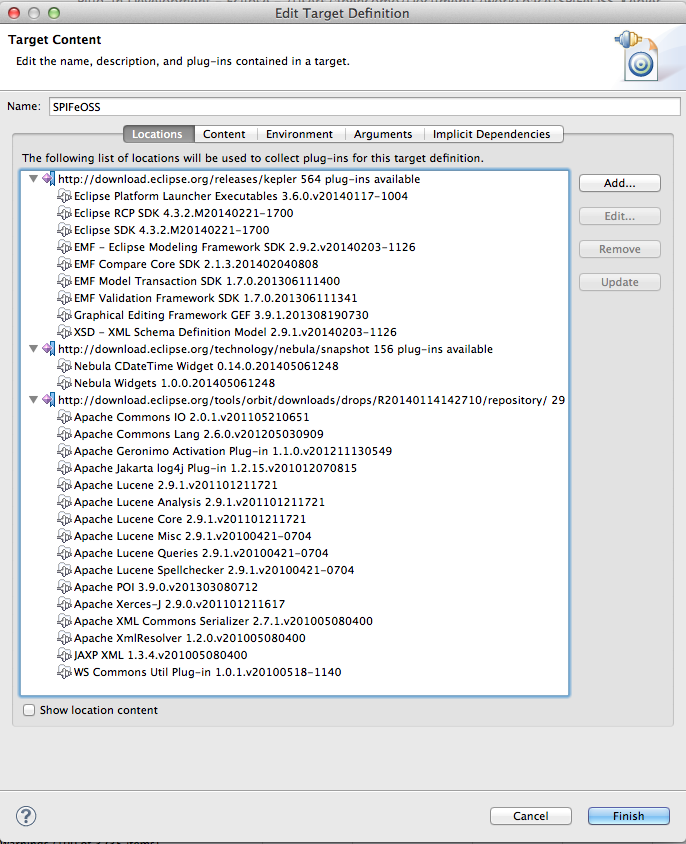 Edit Target Definition
Target Content
Edit the name, description, and plug-ins contained in a target.
Name: SPIFeOSS
Locations Content Environment Arguments Implicit Dependencies
The following list of locations will be used to collect plug-ins for this target definition.
http://download.eclipse.org/releases/kepler 564 plug-ins available
Eclipse Platform Launcher Executables 3.6.0.v20140117-1004
Eclipse RCP SDK 4.3.2.M20140221-1700
Eclipse SDK 4.3.2.M20140221-1700
EMF - Eclipse Modeling Framework SDK 2.9.2.v20140203-1126
EMF Compare Core SDK 2.1.3.201402040808
EMF Model Transaction SDK 1.7.0.201306111400
EMF Validation Framework SDK 1.7.0.201306111341
Graphical Editing Framework GEF 3.9.1.201308190730
XSD - XML Schema Definition Model 2.9.1.v20140203-1126
http://download.eclipse.org/technology/nebula/snapshot 156 plug-ins available
Nebula CDateTime Widget 0.14.0.201405061248
Nebula Widgets 1.0.0.201405061248
http://download.eclipse.org/tools/orbit/downloads/drops/R20140114142710/repository/ 29
Apache Commons IO 2.0.1.v201105210651
Apache Commons Lang 2.6.0.v201205030909
Apache Geronimo Activation Plug-in 1.1.0.v201211130549
Apache Jakarta log4j Plug-in 1.2.15.v201012070815
Apache Lucene 2.9.1.v201101211721
Apache Lucene Analysis 2.9.1.v201101211721
Apache Lucene Core 2.9.1.v201101211721
Apache Lucene Misc 2.9.1.v20100421-0704
Apache Lucene Queries 2.9.1.v20100421-0704
Apache Lucene Spellchecker 2.9.1.v20100421-0704
Apache POI 3.9.0.v201303080712
Apache Xerces-J 2.9.0.v201101211617
Apache XML Commons Serializer 2.7.1.v201005080400
Apache XmlResolver 1.2.0.v201005080400
JAXP XML 1.3.4.v201005080400
WS Commons Util Plug-in 1.0.1.v20100518-1140
Add...
Edit...
Remove
Update
Show location content
? Cancel Finish